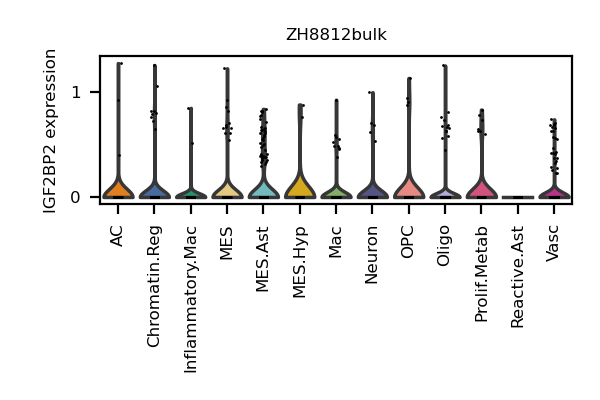 ZH8812bulk
IGF2BP2 expression
1
0
AC
Chromatin.Reg
Inflammatory.Mac
MES
MES.Ast
MES.Hyp
Mac
Neuron
OPC
Oligo
Prolif.Metab
Reactive.Ast
Vasc